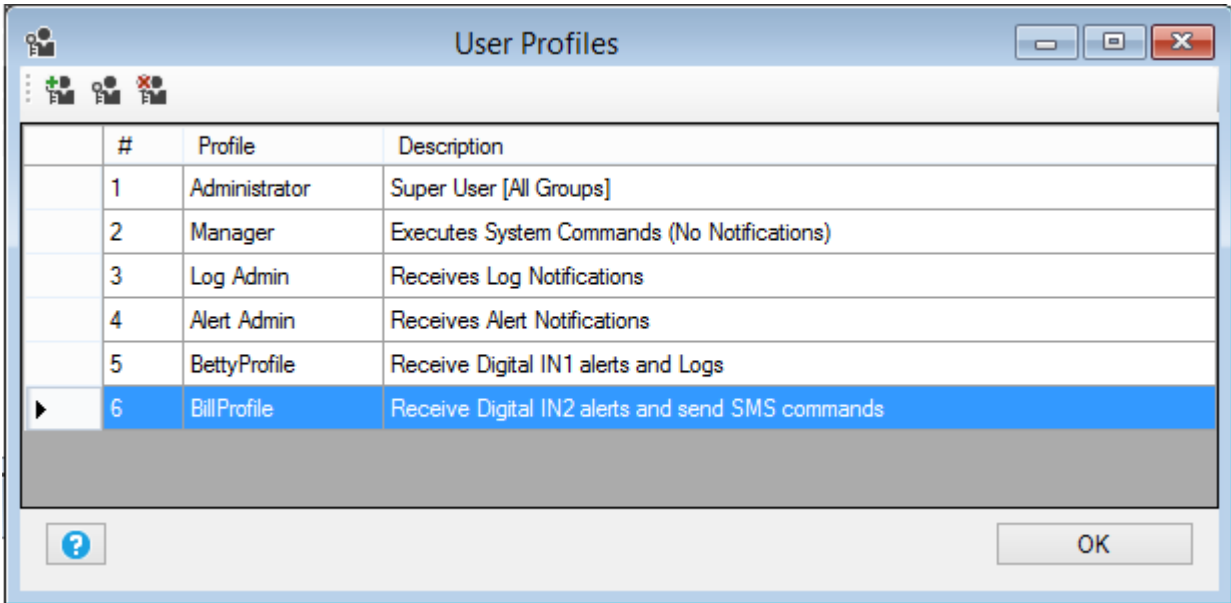 User Profiles
# Profile Description
1 Administrator Super User [All Groups]
2 Manager Executes System Commands (No Notifications)
3 Log Admin Receives Log Notifications
4 Alert Admin Receives Alert Notifications
5 BettyProfile Receive Digital IN1 alerts and Logs
6 BillProfile Receive Digital IN2 alerts and send SMS commands
?
OK